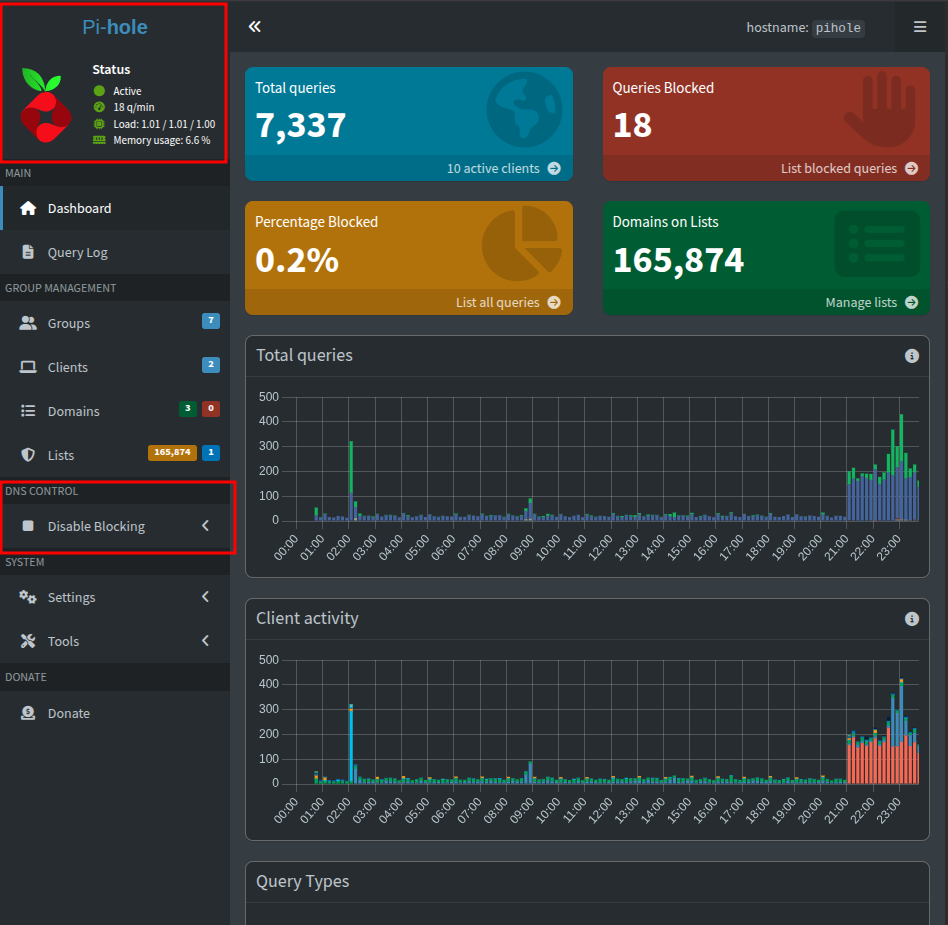 Pi-hole
Status
Active
18 q/min
Load: 1.01 / 1.01 / 1.00
Memory usage: 6.6 %
MAIN
Dashboard
Query Log
GROUP MANAGEMENT
Groups 7
Clients 2
Domains 3 0
Lists 165,874 1
DNS CONTROL
Disable Blocking
SYSTEM
Settings
Tools
DONATE
Donate
hostname: pihole
Total queries
7,337
10 active clients
Queries Blocked
18
List blocked queries
Percentage Blocked
0.2%
List all queries
Domains on Lists
165,874
Manage lists
Total queries
500
400
300
200
100
0
00:00 01:00 02:00 03:00 04:00 05:00 06:00 07:00 08:00 09:00 10:00 11:00 12:00 13:00 14:00 15:00 16:00 17:00 18:00 19:00 20:00 21:00 22:00 23:00
Client activity
500
400
300
200
100
0
00:00 01:00 02:00 03:00 04:00 05:00 06:00 07:00 08:00 09:00 10:00 11:00 12:00 13:00 14:00 15:00 16:00 17:00 18:00 19:00 20:00 21:00 22:00 23:00
Query Types